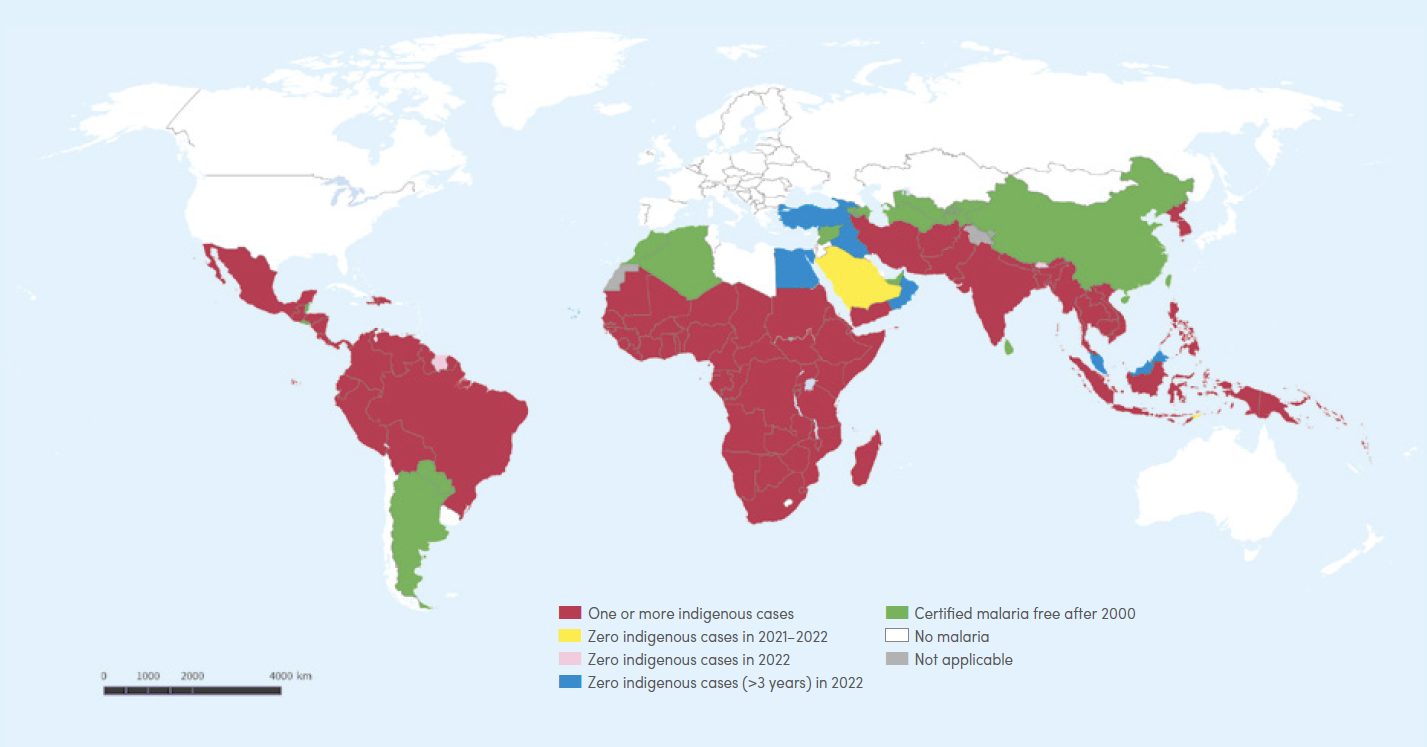 One or more indigenous cases
Zero indigenous cases in 2021–2022
Zero indigenous cases in 2022
Zero indigenous cases (>3 years) in 2022
Certified malaria free after 2000
No malaria
Not applicable
0 1000 2000 4000 km